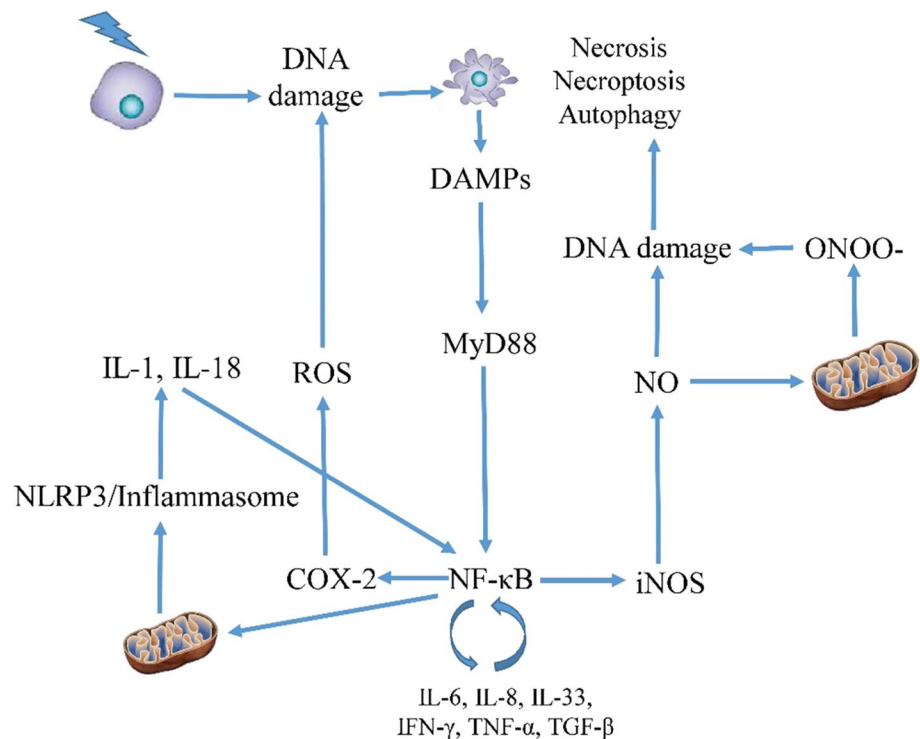 DNA
damage
Necrosis
Necroptosis
Autophagy
DAMPs
DNA damage
ONOO-
MyD88
IL-1, IL-18
ROS
NO
NLRP3/Inflammasome
COX-2
NF-κB
iNOS
IL-6, IL-8, IL-33,
IFN-γ, TNF-α, TGF-β